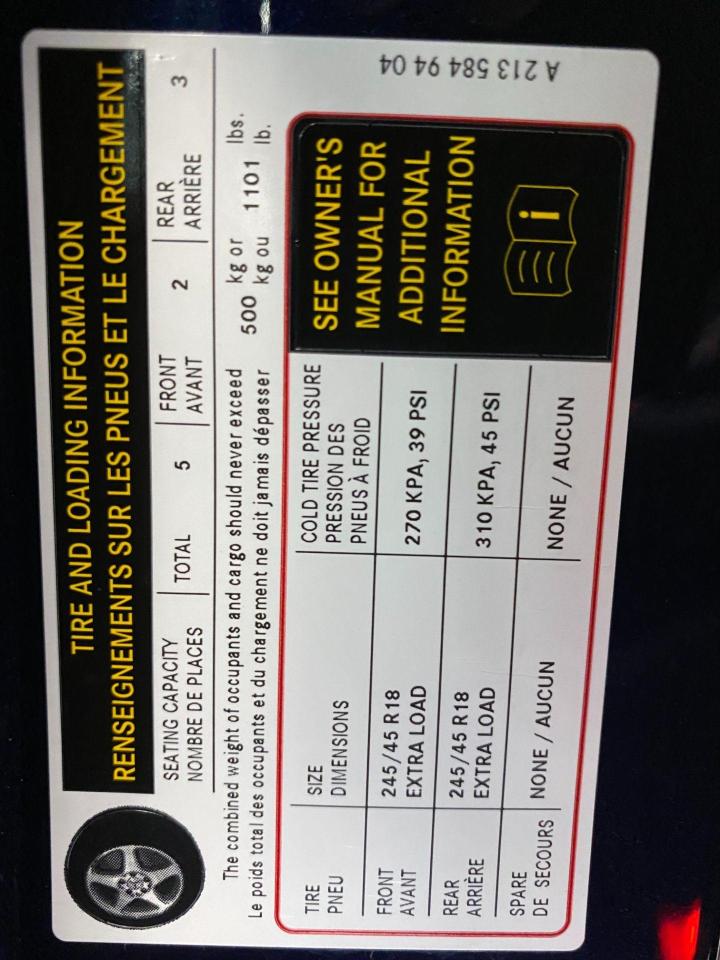 TIRE AND LOADING INFORMATION
RENSEIGNEMENTS SUR LES PNEUS ET LE CHARGEMENT
SEATING CAPACITY
NOMBRE DE PLACES
TOTAL 5
FRONT
AVANT
2
REAR
ARRIÈRE
3
The combined weight of occupants and cargo should never exceed 500 kg or 1101 lbs.
Le poids total des occupants et du chargement ne doit jamais dépasser kg ou lb.
TIRE
PNEU
SIZE
DIMENSIONS
COLD TIRE PRESSURE
PRESSION DES
PNEUS À FROID
FRONT
AVANT
245/45 R18
EXTRA LOAD
270 KPA, 39 PSI
REAR
ARRIÈRE
245/45 R18
EXTRA LOAD
310 KPA, 45 PSI
SPARE
DE SECOURS
NONE / AUCUN
NONE / AUCUN
SEE OWNER'S
MANUAL FOR
ADDITIONAL
INFORMATION
A 213 584 94 04